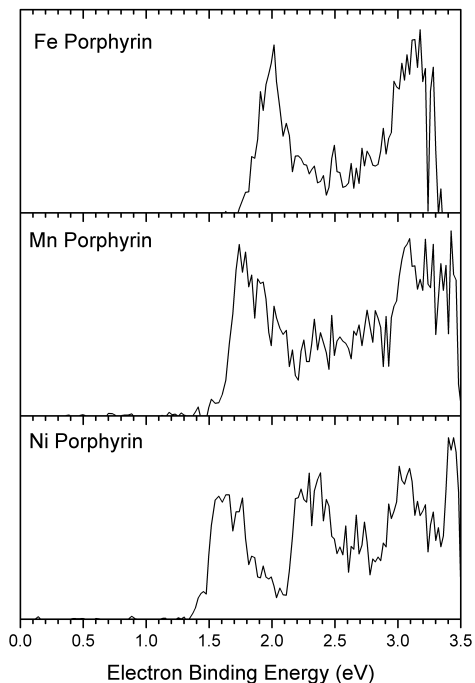 Fe Porphyrin
Mn Porphyrin
Ni Porphyrin
0.0 0.5 1.0 1.5 2.0 2.5 3.0 3.5
Electron Binding Energy (eV)